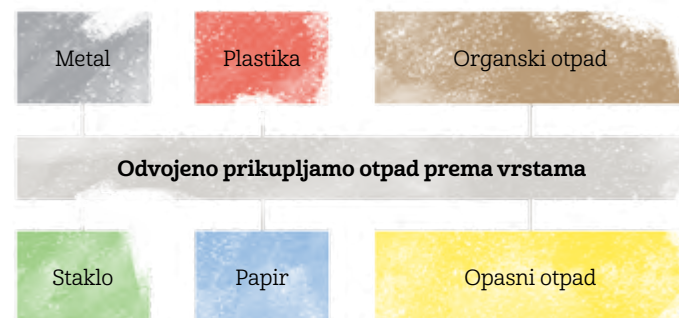 Metal
Plastika
Organski otpad
Odvojeno prikupljamo otpad prema vrstama
Staklo
Papir
Opasni otpad